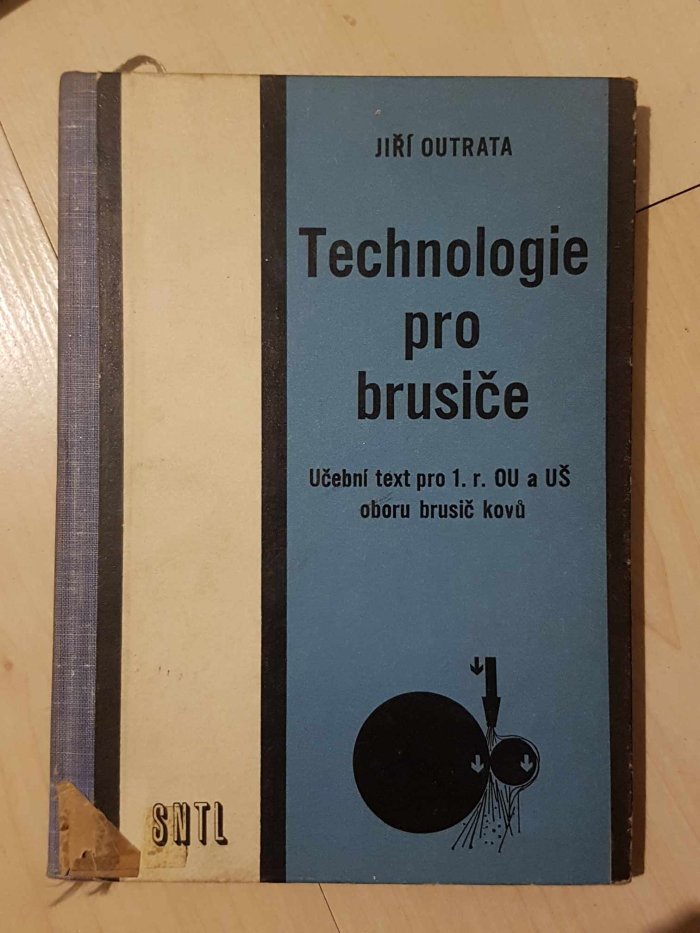 JIŘÍ OUTRATA
Technologie
pro
brusiče
Učební text pro 1. r. OU a UŠ
oboru brusič kovů
SNTL